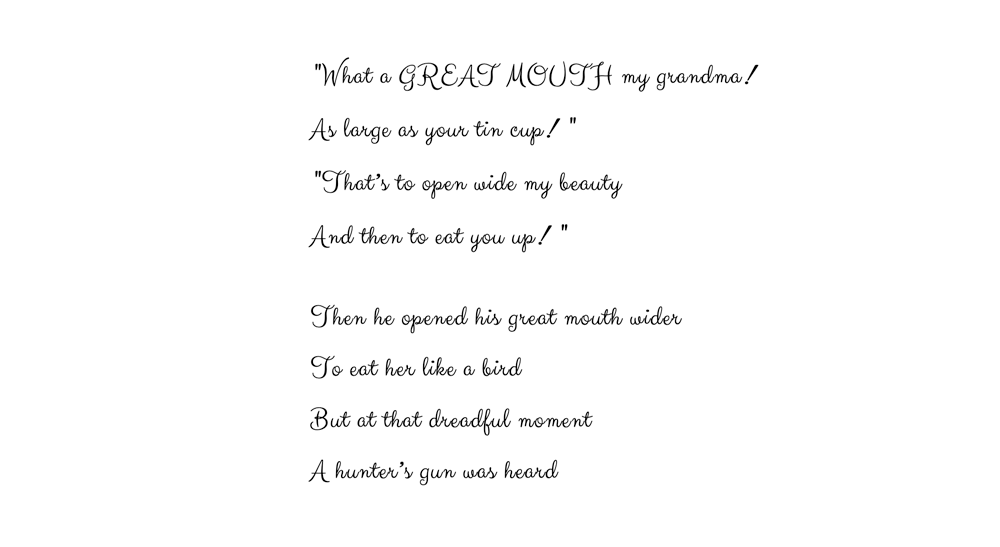 "What a GREAT MOUTH my grandma!
As large as your tin cup! "
"That's to open wide my beauty
And then to eat you up! "
Then he opened his great mouth wider
To eat her like a bird
But at that dreadful moment
A hunter's gun was heard